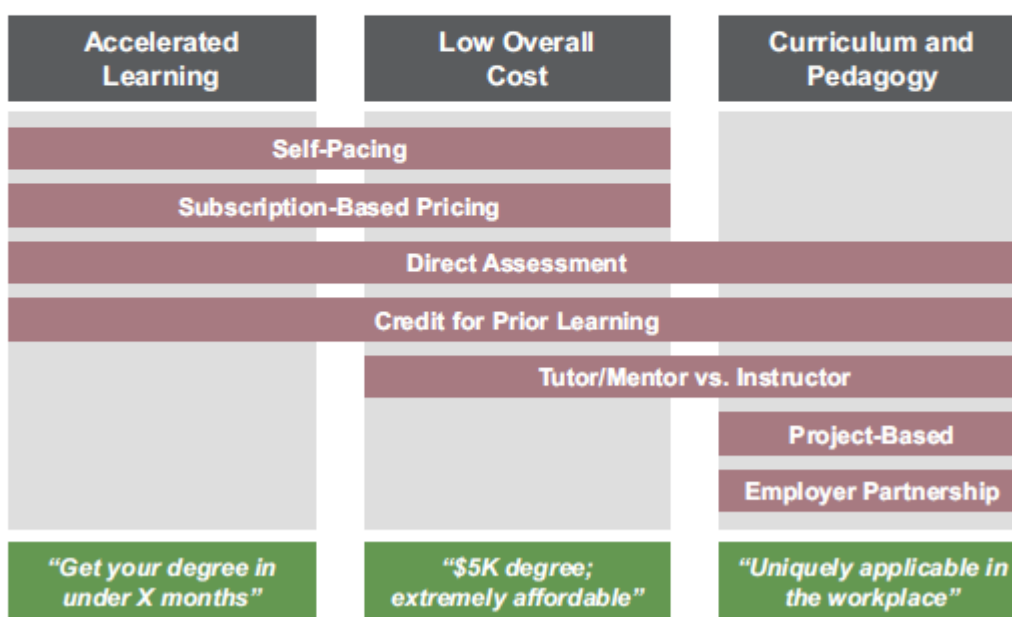 Accelerated
Learning
Low Overall
Cost
Curriculum and
Pedagogy
Self-Pacing
Subscription-Based Pricing
Direct Assessment
Credit for Prior Learning
Tutor/Mentor vs. Instructor
Project-Based
Employer Partnership
“Get your degree in
under X months”
“$5K degree;
extremely affordable”
“Uniquely applicable in
the workplace”